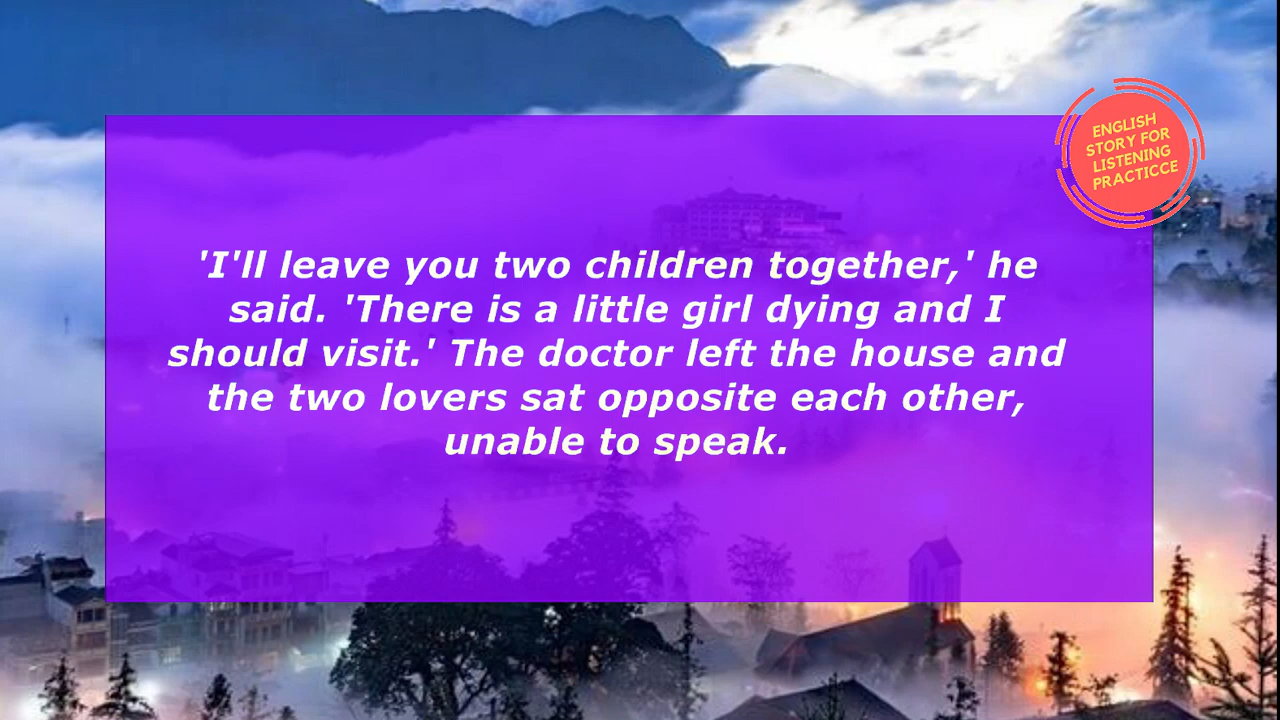 ENGLISH
STORY FOR
LISTENING
PRACTICCE
'I'll leave you two children together,' he
said. 'There is a little girl dying and I
should visit.' The doctor left the house and
the two lovers sat opposite each other,
unable to speak.